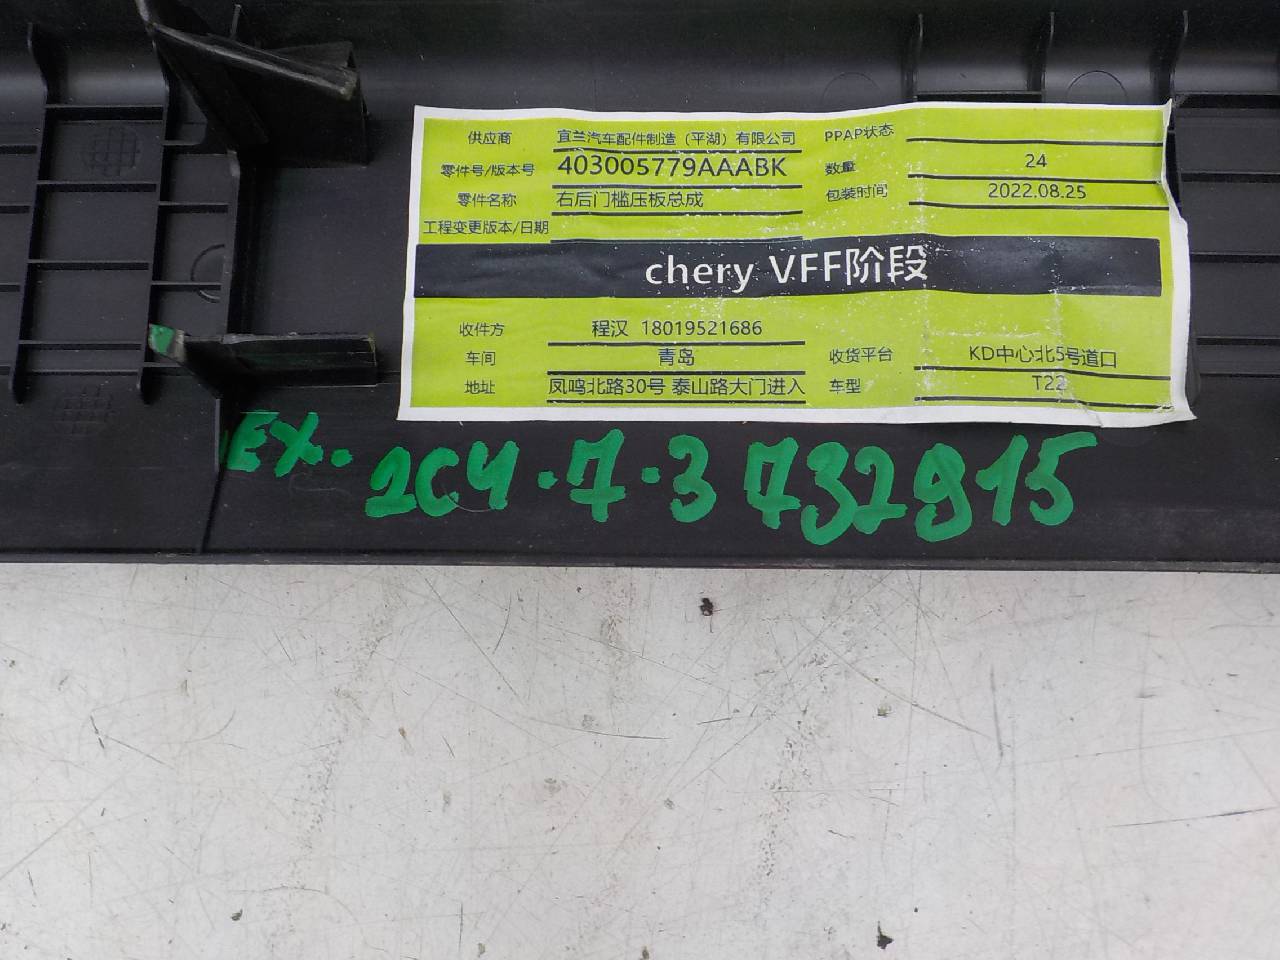 供应商 宜兰汽车配件制造（平湖）有限公司 PPAP状态
零件号/版本号 403005779AAABK 数量 24
零件名称 右后门槛压板总成 包装时间 2022.08.25
工程变更版本/日期
chery VFF阶段
收件方 程汉 18019521686
车间 青岛 收货平台 KD中心北5号道口
地址 凤鸣北路30号 泰山路大门进入 车型 T22
EX. 2C4.7.3 732915